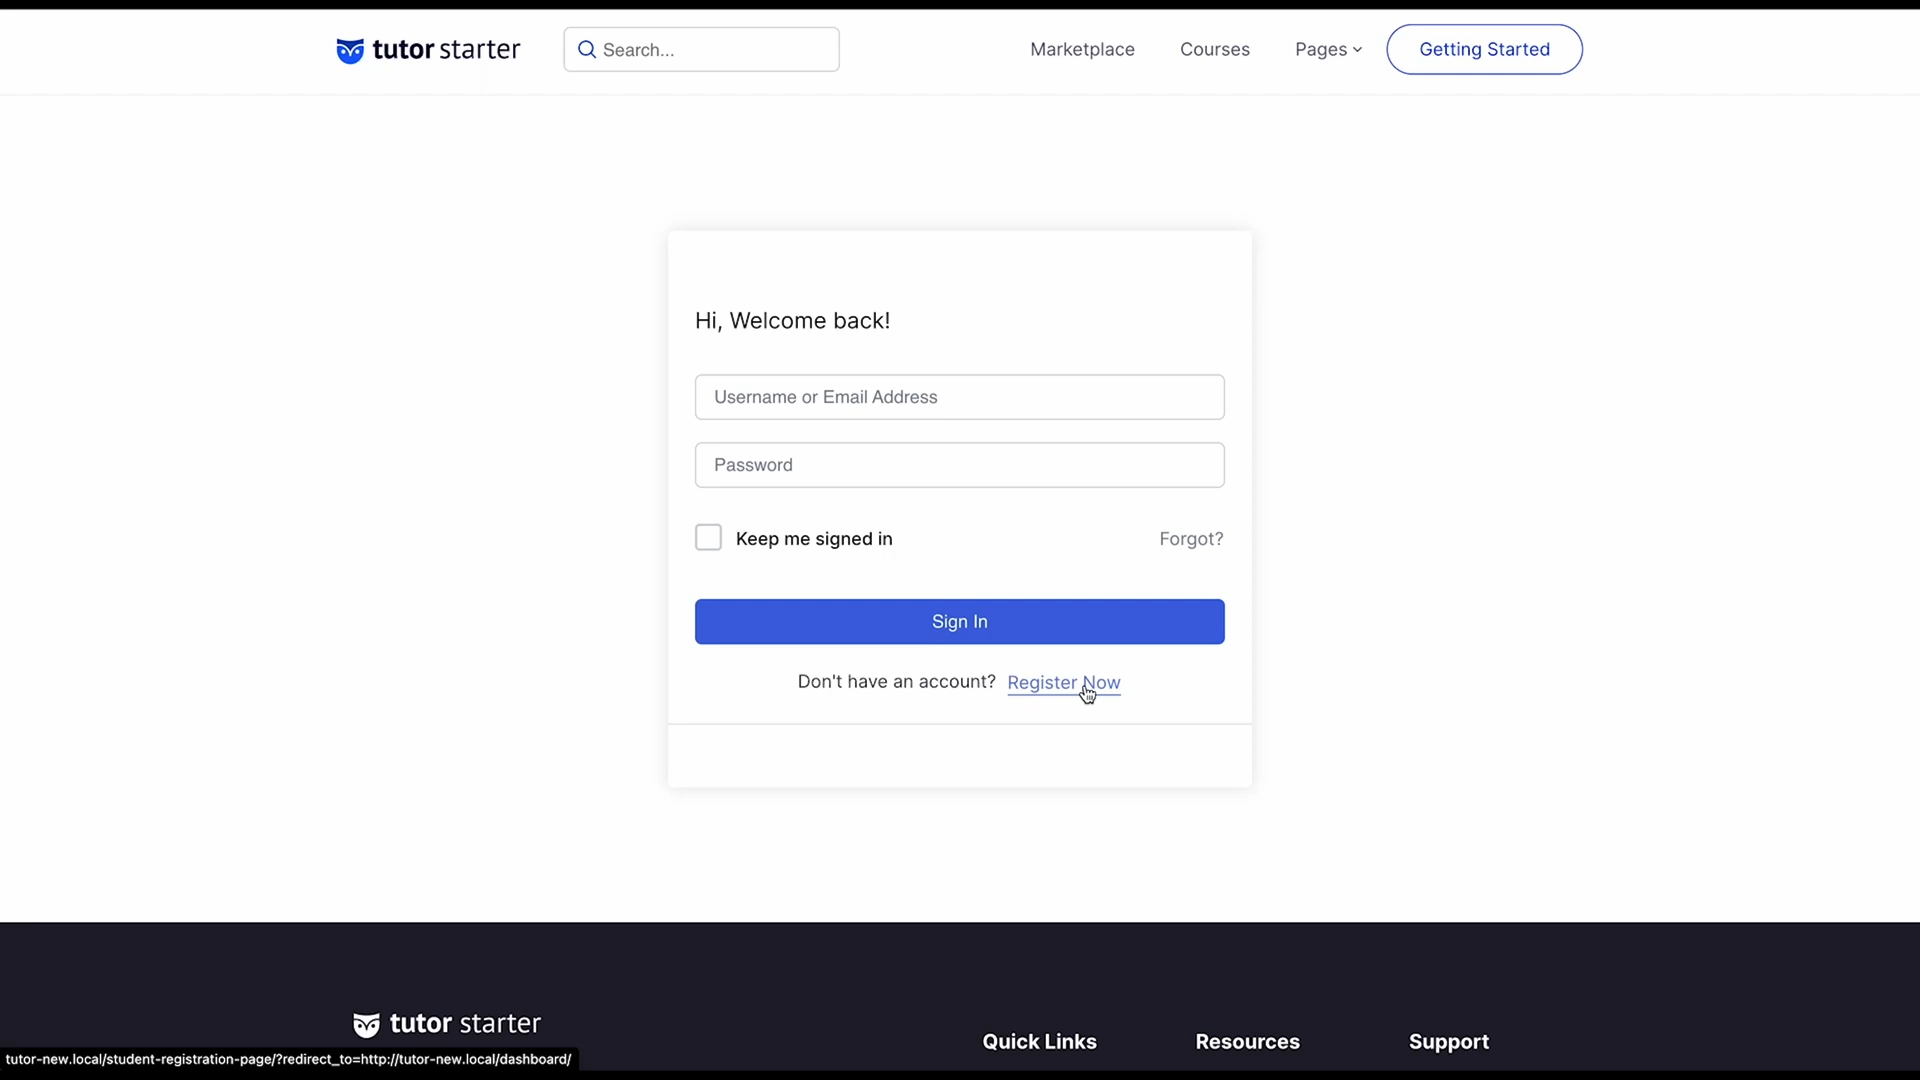 tutor starter
Search...
Marketplace
Courses
Pages
Getting Started
Hi, Welcome back!
Username or Email Address
Password
Keep me signed in
Forgot?
Sign In
Don't have an account? Register Now
tutor starter
Quick Links
Resources
Support
tutor-new.local/student-registration-page/?redirect_to=http://tutor-new.local/dashboard/